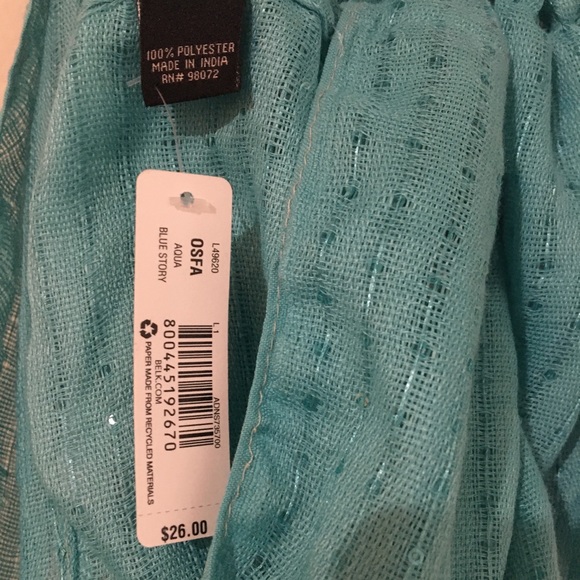 100% POLYESTER
MADE IN INDIA
RN# 98072
L49620
OSFA
AQUA
BLUE STORY
L1
ADNS735700
800445192670
BELK.COM
PAPER MADE FROM RECYCLED MATERIALS
$26.00